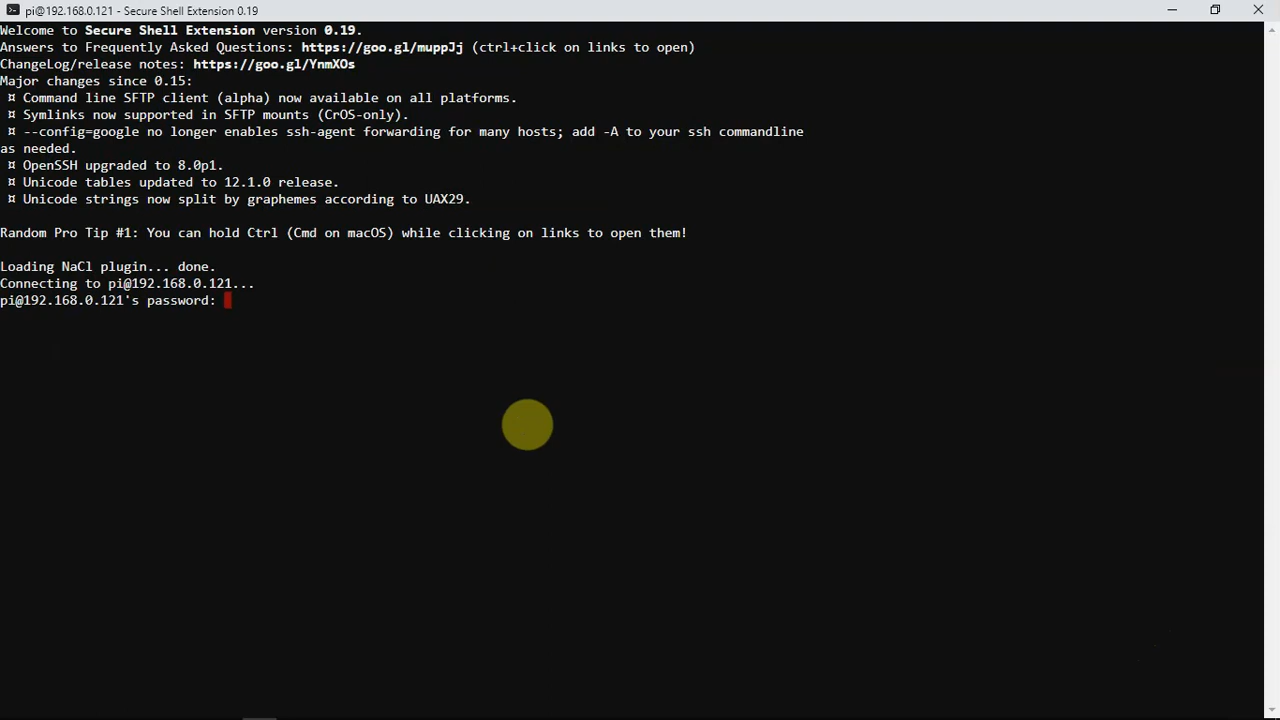 pi@192.168.0.121 - Secure Shell Extension 0.19
Welcome to Secure Shell Extension version 0.19.
Answers to Frequently Asked Questions: https://goo.gl/muppJj (ctrl+click on links to open)
ChangeLog/release notes: https://goo.gl/YnmXOs
Major changes since 0.15:
¤ Command line SFTP client (alpha) now available on all platforms.
¤ Symlinks now supported in SFTP mounts (CrOS-only).
¤ --config=google no longer enables ssh-agent forwarding for many hosts; add -A to your ssh commandline
as needed.
¤ OpenSSH upgraded to 8.0p1.
¤ Unicode tables updated to 12.1.0 release.
¤ Unicode strings now split by graphemes according to UAX29.
Random Pro Tip #1: You can hold Ctrl (Cmd on macOS) while clicking on links to open them!
Loading NaCl plugin... done.
Connecting to pi@192.168.0.121...
pi@192.168.0.121's password: